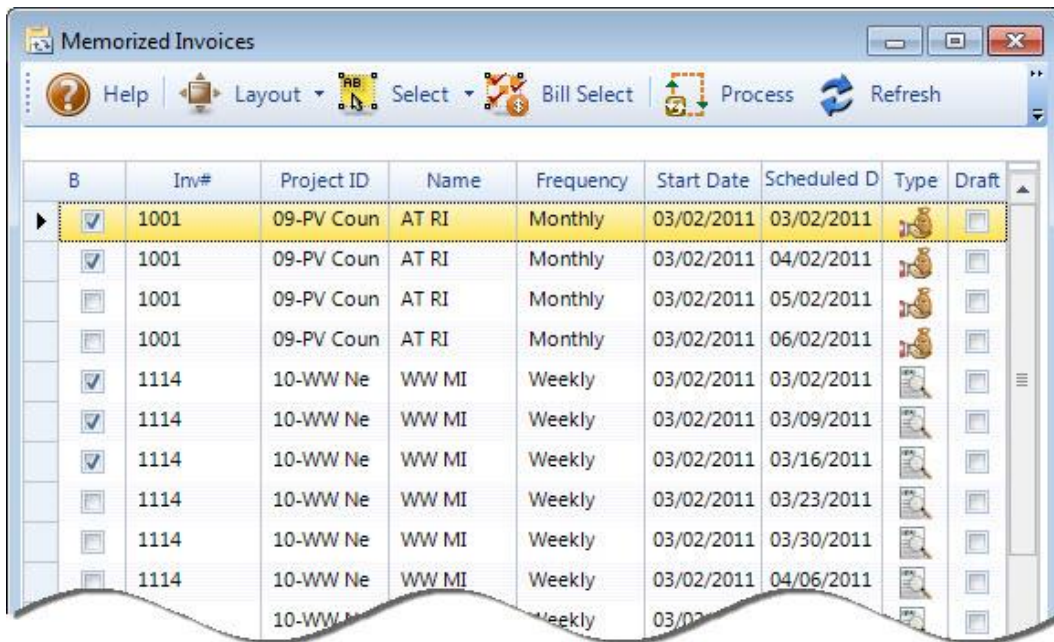 Memorized Invoices
Help Layout Select Bill Select Process Refresh
B Inv# Project ID Name Frequency Start Date Scheduled D Type Draft
1001 09-PV Coun AT RI Monthly 03/02/2011 03/02/2011
1001 09-PV Coun AT RI Monthly 03/02/2011 04/02/2011
1001 09-PV Coun AT RI Monthly 03/02/2011 05/02/2011
1001 09-PV Coun AT RI Monthly 03/02/2011 06/02/2011
1114 10-WW Ne WW MI Weekly 03/02/2011 03/02/2011
1114 10-WW Ne WW MI Weekly 03/02/2011 03/09/2011
1114 10-WW Ne WW MI Weekly 03/02/2011 03/16/2011
1114 10-WW Ne WW MI Weekly 03/02/2011 03/23/2011
1114 10-WW Ne WW MI Weekly 03/02/2011 03/30/2011
1114 10-WW Ne WW MI Weekly 03/02/2011 04/06/2011
10-WW